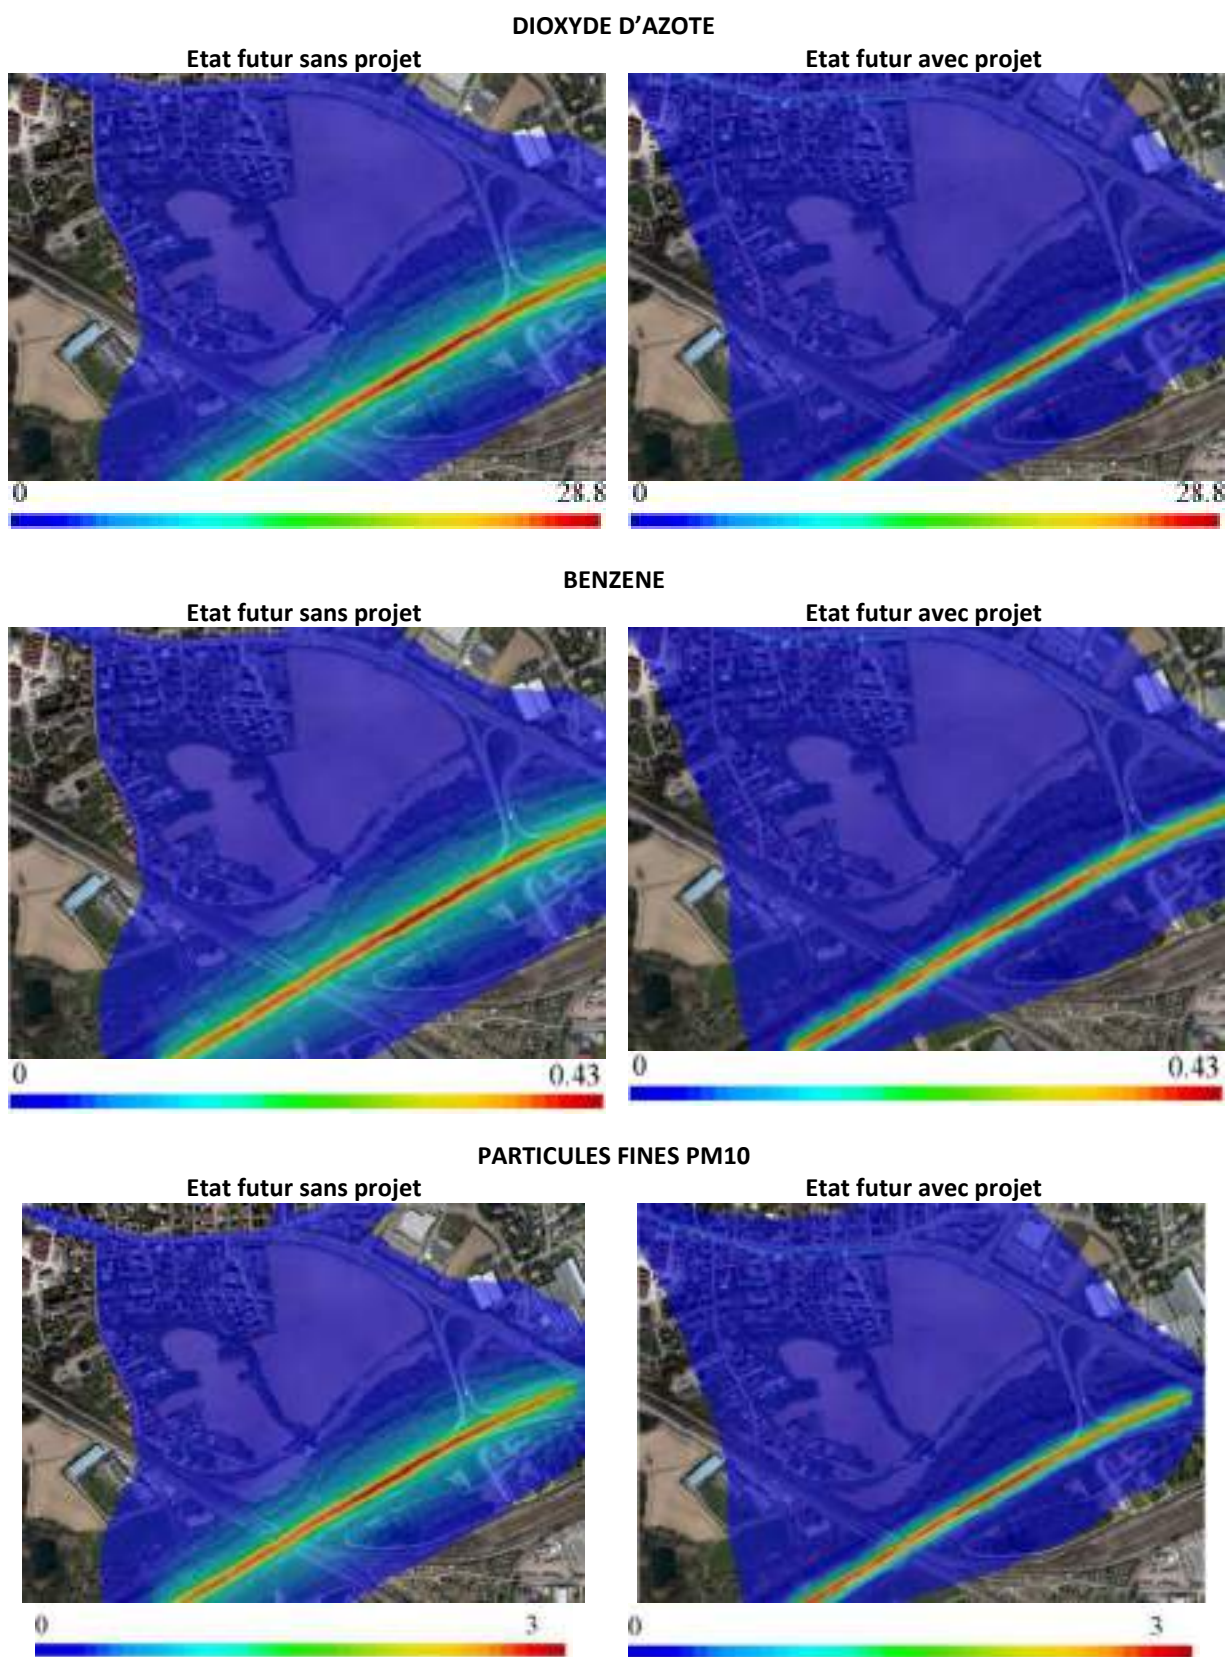 DIOXYDE D’AZOTE
Etat futur sans projet Etat futur avec projet
0 28.8 0 28.8
BENZENE
Etat futur sans projet Etat futur avec projet
0 0.43 0 0.43
PARTICULES FINES PM10
Etat futur sans projet Etat futur avec projet
0 3 0 3